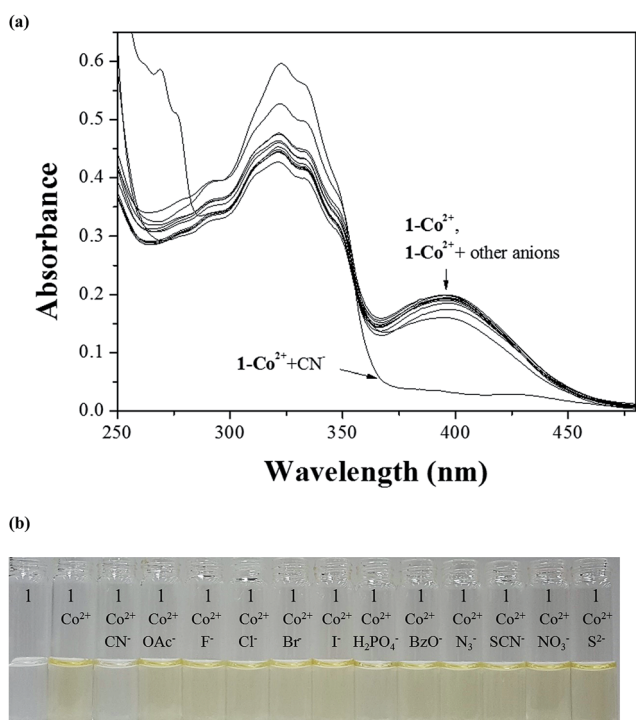 (a)
0.6
0.5
0.4
0.3
0.2
0.1
0.0
Absorbance
1-Co²⁺,
1-Co²⁺+ other anions
1-Co²⁺+CN⁻
250 300 350 400 450
Wavelength (nm)
(b)
1 1 1 1 1 1 1 1 1 1 1 1 1 1
Co²⁺ Co²⁺ Co²⁺ Co²⁺ Co²⁺ Co²⁺ Co²⁺ Co²⁺ Co²⁺ Co²⁺ Co²⁺ Co²⁺ Co²⁺
CN⁻ OAc⁻ F⁻ Cl⁻ Br⁻ I⁻ H₂PO₄⁻ BzO⁻ N₃⁻ SCN⁻ NO₃⁻ S²⁻